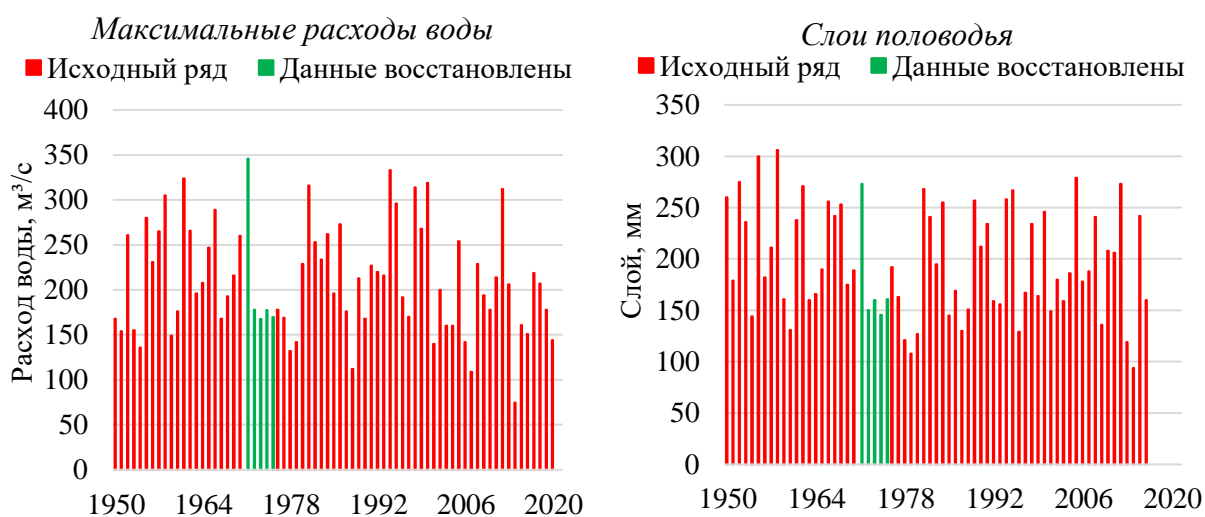 Максимальные расходы воды
Исходный ряд Данные восстановлены
400
350
300
250
200
150
100
50
0
Расход воды, м³/с
1950 1964 1978 1992 2006 2020
Слои половодья
Исходный ряд Данные восстановлены
350
300
250
200
150
100
50
0
Слой, мм
1950 1964 1978 1992 2006 2020